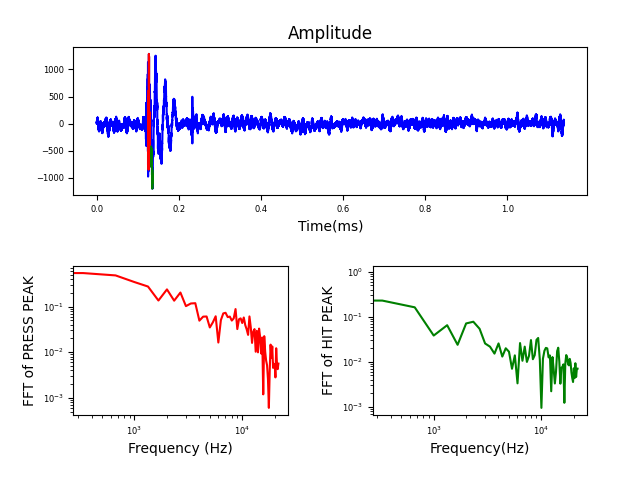 Amplitude
1000
500
0
−500
−1000
0.0 0.2 0.4 0.6 0.8 1.0
Time(ms)
FFT of PRESS PEAK
10⁻¹
10⁻²
10⁻³
10³ 10⁴
Frequency (Hz)
FFT of HIT PEAK
10⁰
10⁻¹
10⁻²
10⁻³
10³ 10⁴
Frequency(Hz)